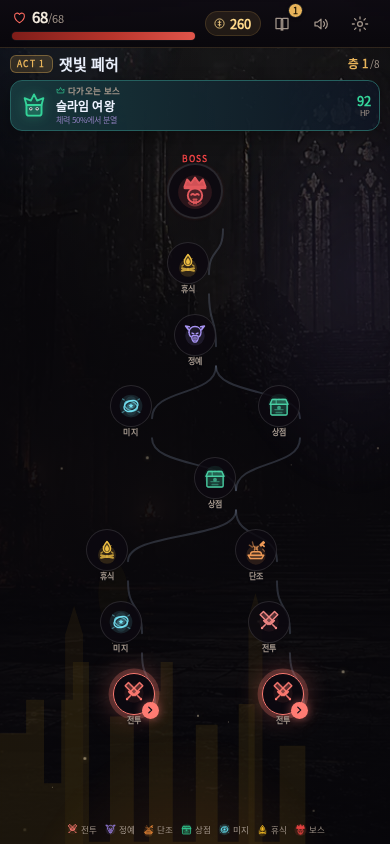 68/68
260
1
ACT 1 잿빛 폐허
층 1/8
다가오는 보스
슬라임 여왕
체력 50%에서 분열
92
HP
BOSS
휴식
정예
미지
상점
상점
휴식
단조
미지
전투
전투
전투
전투 정예 단조 상점 미지 휴식 보스